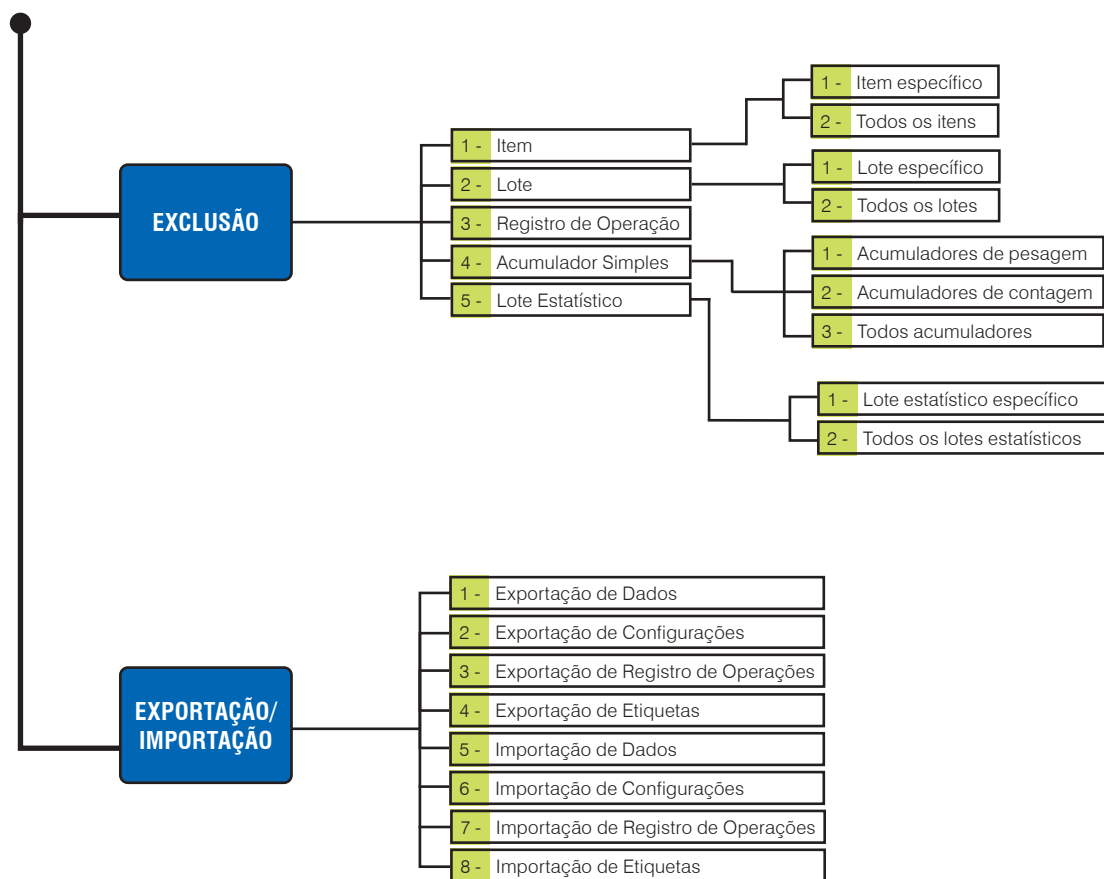 EXCLUSÃO
1 - Item
2 - Lote
3 - Registro de Operação
4 - Acumulador Simples
5 - Lote Estatístico
1 - Item específico
2 - Todos os itens
1 - Lote específico
2 - Todos os lotes
1 - Acumuladores de pesagem
2 - Acumuladores de contagem
3 - Todos acumuladores
1 - Lote estatístico específico
2 - Todos os lotes estatísticos
EXPORTAÇÃO/
IMPORTAÇÃO
1 - Exportação de Dados
2 - Exportação de Configurações
3 - Exportação de Registro de Operações
4 - Exportação de Etiquetas
5 - Importação de Dados
6 - Importação de Configurações
7 - Importação de Registro de Operações
8 - Importação de Etiquetas